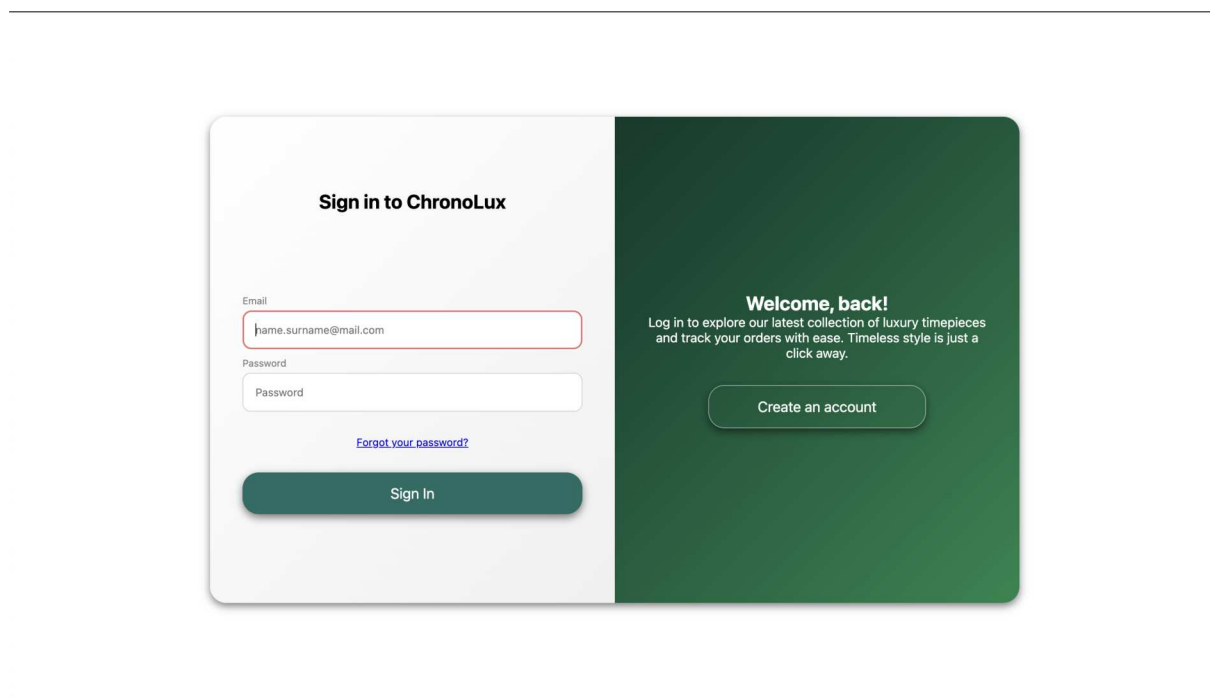 Sign in to ChronoLux
Email
name.surname@mail.com
Password
Password
Forgot your password?
Sign In
Welcome, back!
Log in to explore our latest collection of luxury timepieces
and track your orders with ease. Timeless style is just a
click away.
Create an account